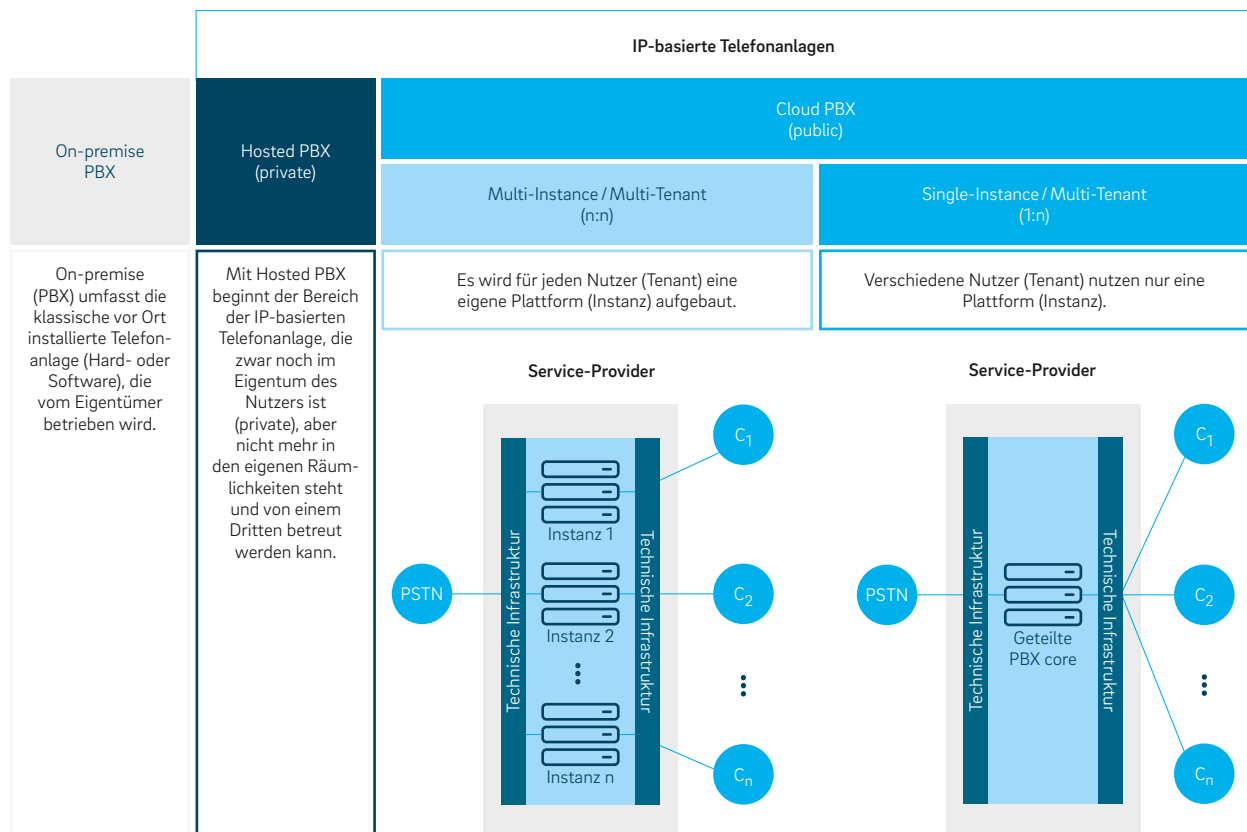 IP-basierte Telefonanlagen
On-premise
PBX
Hosted PBX
(private)
Cloud PBX
(public)
Multi-Instance / Multi-Tenant
(n:n)
Single-Instance / Multi-Tenant
(1:n)
On-premise
(PBX) umfasst die
klassische vor Ort
installierte Telefon-
anlage (Hard- oder
Software), die
vom Eigentümer
betrieben wird.
Mit Hosted PBX
beginnt der Bereich
der IP-basierten
Telefonanlage, die
zwar noch im
Eigentum des
Nutzers ist
(private), aber
nicht mehr in
den eigenen Räum-
lichkeiten steht
und von einem
Dritten betreut
werden kann.
Es wird für jeden Nutzer (Tenant) eine
eigene Plattform (Instanz) aufgebaut.
Service-Provider
PSTN
Technische Infrastruktur
Instanz 1
Instanz 2
Instanz n
Technische Infrastruktur
C1
C2
Cn
Verschiedene Nutzer (Tenant) nutzen nur eine
Plattform (Instanz).
Service-Provider
PSTN
Technische Infrastruktur
Geteilte
PBX core
Technische Infrastruktur
C1
C2
Cn